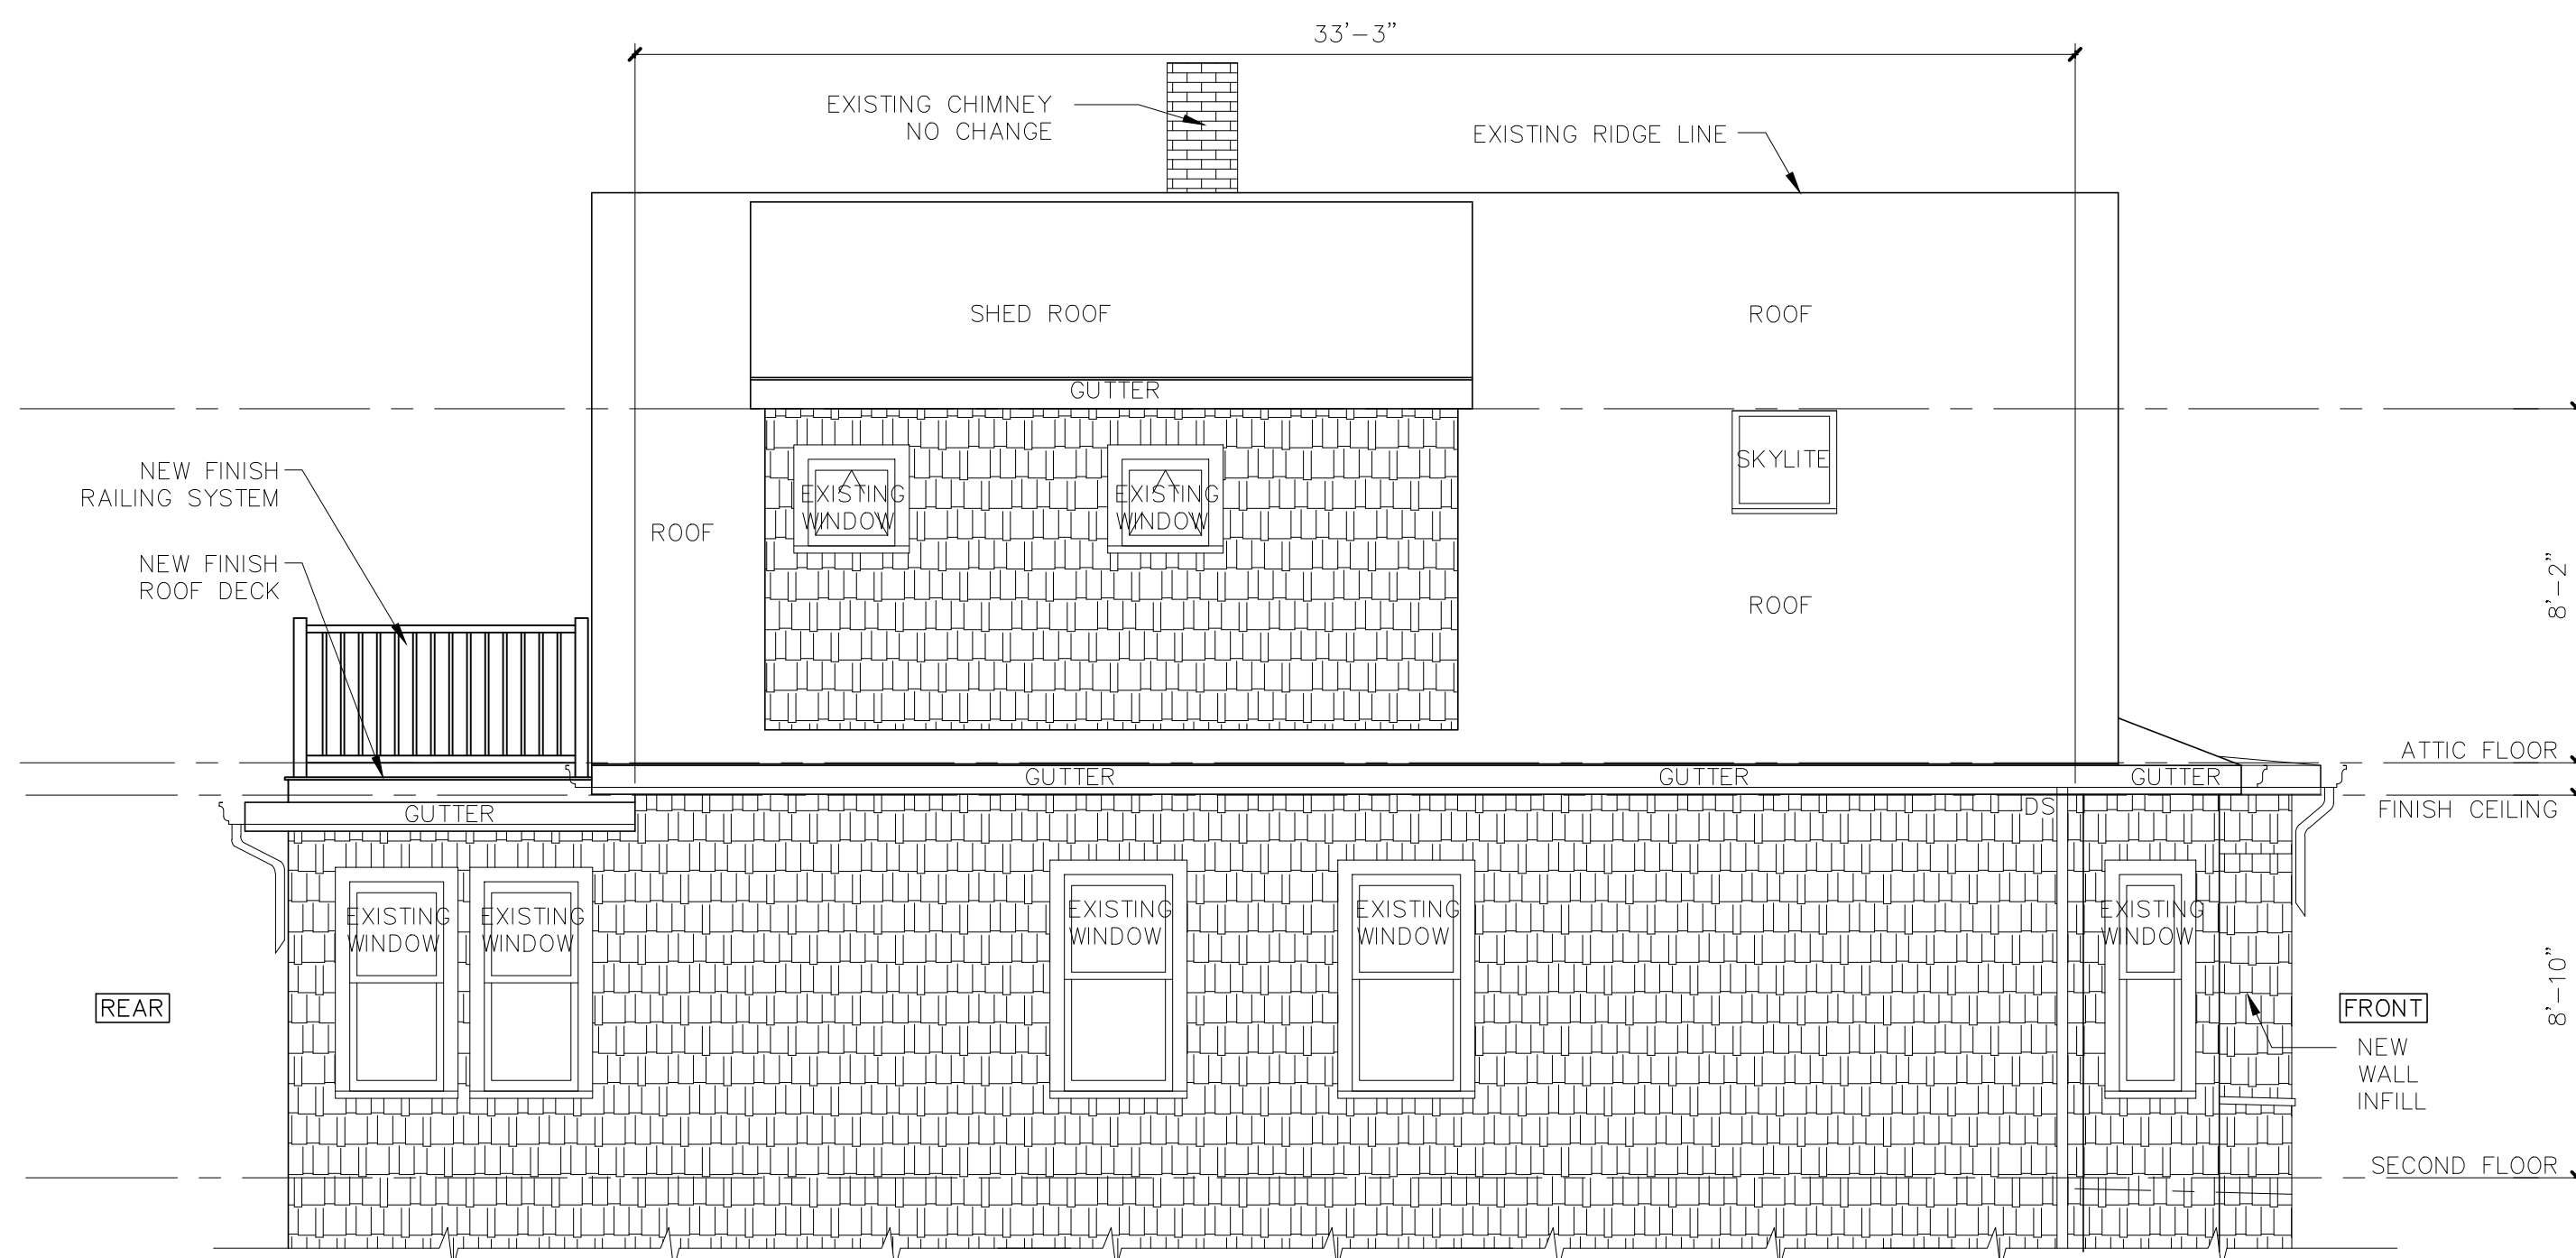 33'-3"
EXISTING CHIMNEY
NO CHANGE
EXISTING RIDGE LINE
SHED ROOF
ROOF
GUTTER
NEW FINISH
RAILING SYSTEM
SKYLITE
EXISTING
WINDOW
EXISTING
WINDOW
ROOF
NEW FINISH
ROOF DECK
ROOF
8'-2"
ATTIC FLOOR
GUTTER
GUTTER
GUTTER
GUTTER
DS
FINISH CEILING
EXISTING
WINDOW
EXISTING
WINDOW
EXISTING
WINDOW
EXISTING
WINDOW
EXISTING
WINDOW
8'-10"
REAR
FRONT
NEW
WALL
INFILL
SECOND FLOOR